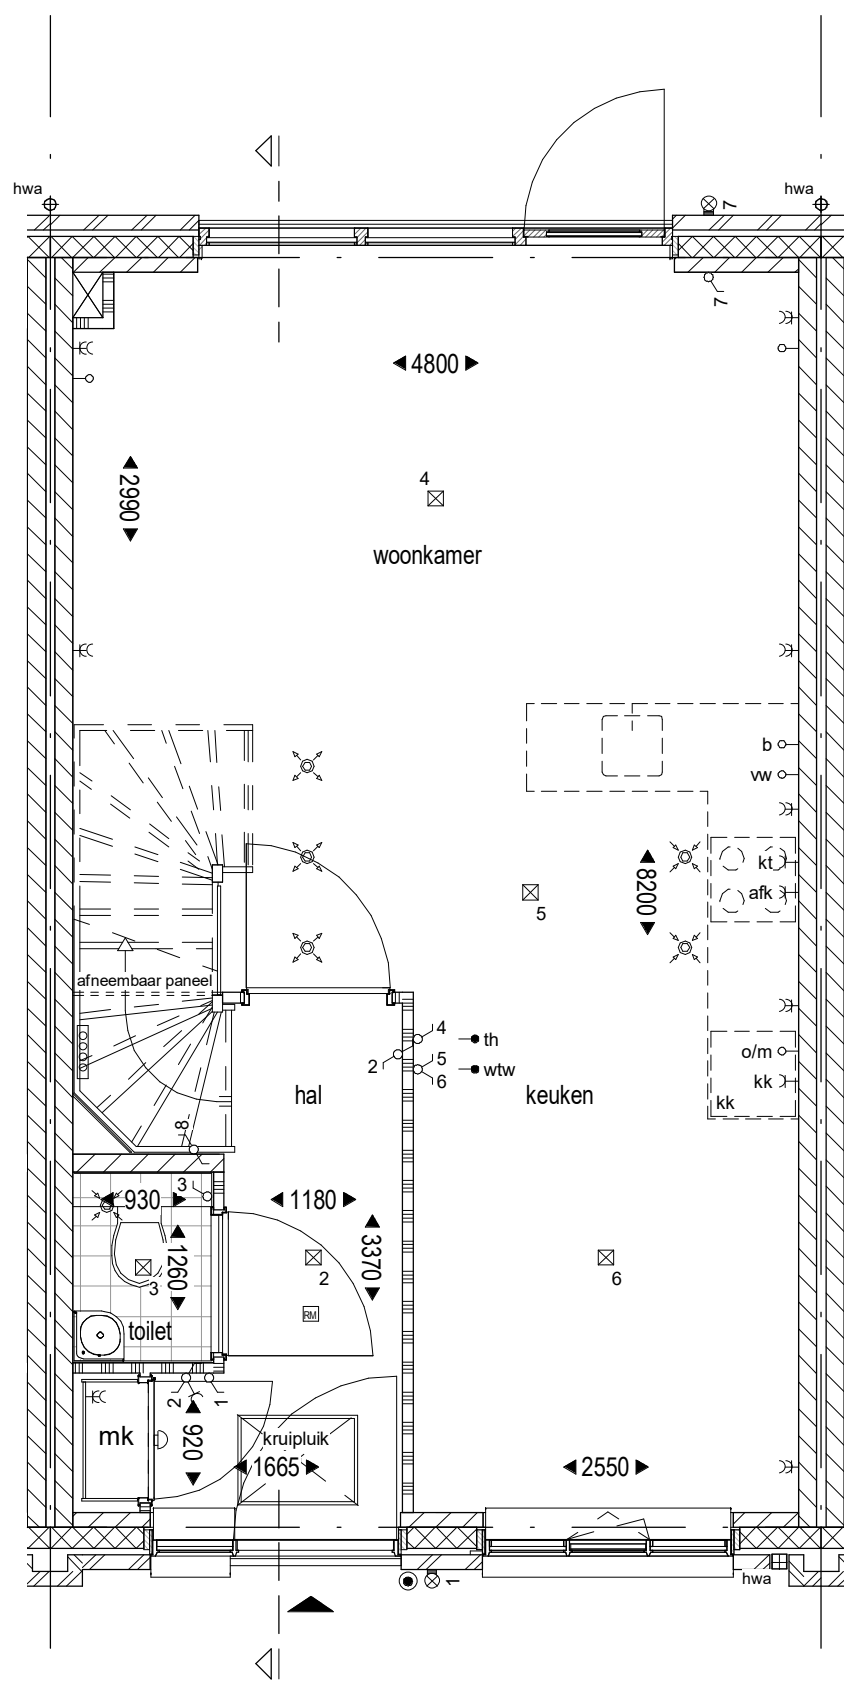 hwa
hwa
7
7
4800
2990
4
woonkamer
b
vw
kt
afk
8200
5
afneembaar paneel
4
th
2
5
wtw
6
o/m
kk
kk
hal
keuken
8
3
930
1180
1260
3370
3
2
6
RM
toilet
2
1
mk
920
kruipluik
1665
2550
1
hwa